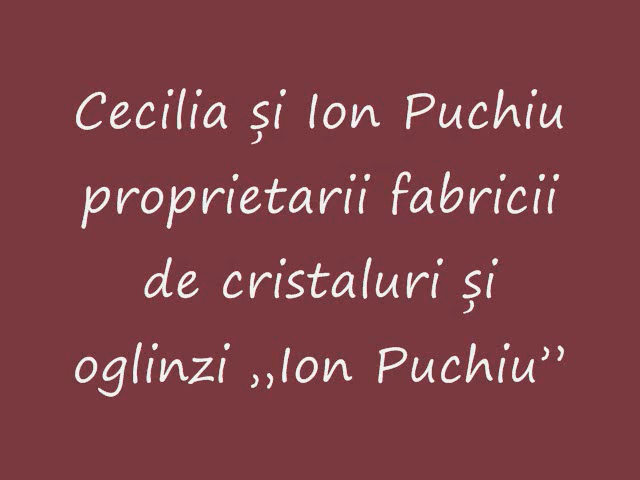 Cecilia și Ion Puchiu
proprietarii fabricii
de cristaluri și
oglinzi ,,Ion Puchiu’’